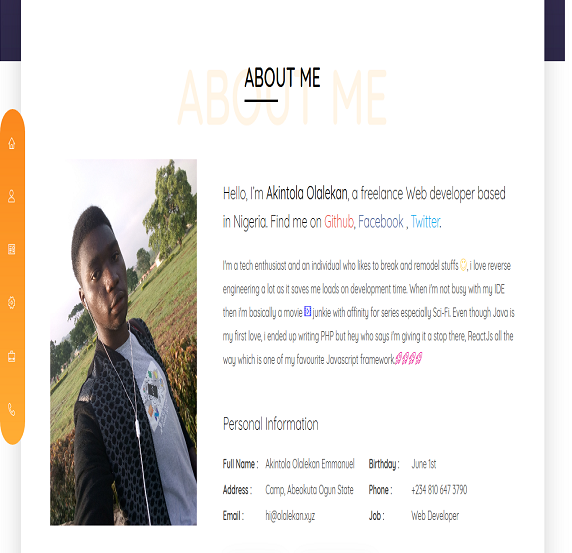 ABOUT ME
ABOUT ME
Hello, I'm Akintola Olalekan, a freelance Web developer based
in Nigeria. Find me on Github, Facebook , Twitter.
I'm a tech enthusiast and an individual who likes to break and remodel stuffs 🙂, i love reverse
engineering a lot as it saves me loads on development time. When i'm not busy with my IDE
then i'm basically a movie 🎦 junkie with affinity for series especially Sci-Fi. Even though Java is
my first love, i ended up writing PHP but hey who says i'm giving it a stop there, ReactJs all the
way which is one of my favourite Javascript framework.
Personal Information
Full Name : Akintola Olalekan Emmanuel Birthday : June 1st
Address : Camp, Abeokuta Ogun State Phone : +234 810 647 3790
Email : hi@olalekan.xyz Job : Web Developer